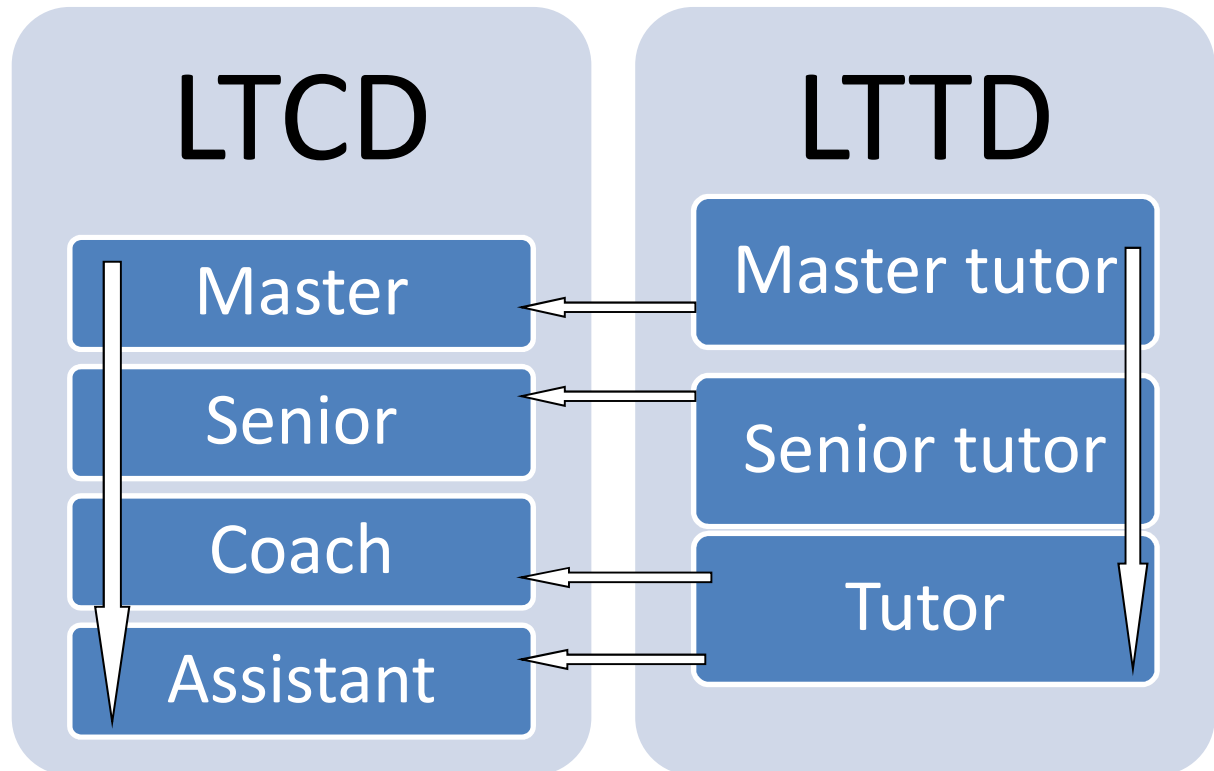 LTCD
Master
Senior
Coach
Assistant
LTTD
Master tutor
Senior tutor
Tutor